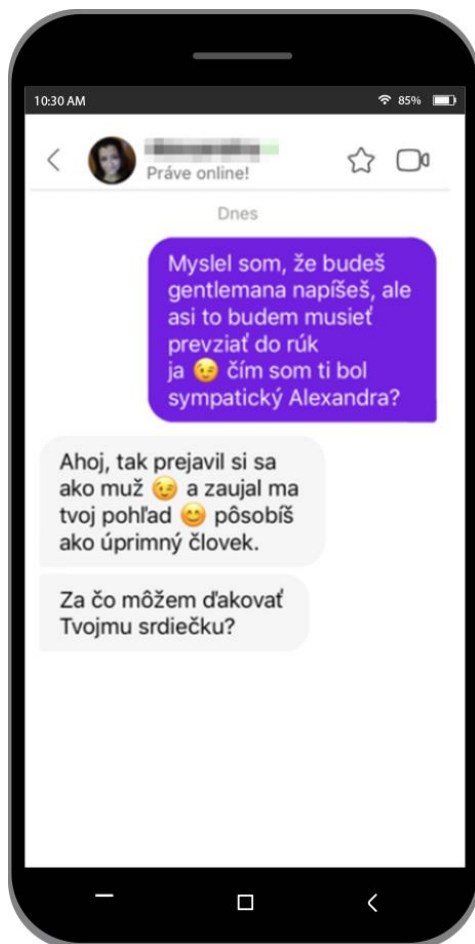 10:30 AM 85%
Práve online!
Dnes
Myslel som, že budeš
gentlemana napíšeš, ale
asi to budem musieť
prevziať do rúk
ja 😉 čím som ti bol
sympatický Alexandra?
Ahoj, tak prejavil si sa
ako muž 😉 a zaujal ma
tvoj pohľad 😊 pôsobíš
ako úprimný človek.
Za čo môžem ďakovať
Tvojmu srdiečku?